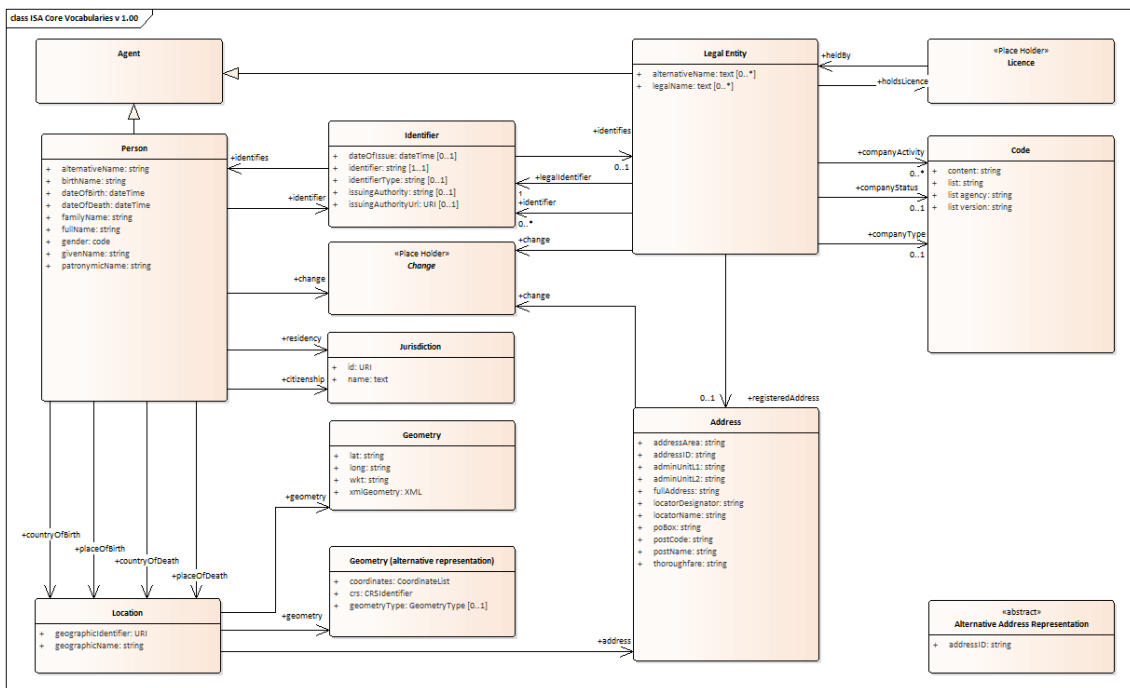 class ISA Core Vocabularies v 1.00
Agent
Legal Entity
+ alternativeName: text [0..*]
+ legalName: text [0..*]
+heldBy
+holdsLicence
«Place Holder»
Licence
Person
+ alternativeName: string
+ birthName: string
+ dateOfBirth: dateTime
+ dateOfDeath: dateTime
+ familyName: string
+ fullName: string
+ gender: code
+ givenName: string
+ patronymicName: string
+identifies
+identifier
Identifier
+ dateOfIssue: dateTime [0..1]
+ identifier: string [1..1]
+ identifierType: string [0..1]
+ issuingAuthority: string [0..1]
+ issuingAuthorityUri: URI [0..1]
+identifies
0..1
+legalIdentifier
1
+identifier
0..*
+change
+companyActivity
0..*
+companyStatus
0..1
+companyType
0..1
Code
+ content: string
+ list: string
+ list agency: string
+ list version: string
«Place Holder»
Change
+change
+change
+residency
+citizenship
Jurisdiction
+ id: URI
+ name: text
0..1
+registeredAddress
Geometry
+ lat: string
+ long: string
+ wkt: string
+ xmlGeometry: XML
+geometry
Address
+ addressArea: string
+ addressID: string
+ adminUnitL1: string
+ adminUnitL2: string
+ fullAddress: string
+ locatorDesignator: string
+ locatorName: string
+ poBox: string
+ postCode: string
+ postName: string
+ thoroughfare: string
+countryOfBirth
+placeOfBirth
+countryOfDeath
+placeOfDeath
Geometry (alternative representation)
+ coordinates: CoordinateList
+ crs: CRSIdentifier
+ geometryType: GeometryType [0..1]
+geometry
Location
+ geographicIdentifier: URI
+ geographicName: string
+address
«abstract»
Alternative Address Representation
+ addressID: string